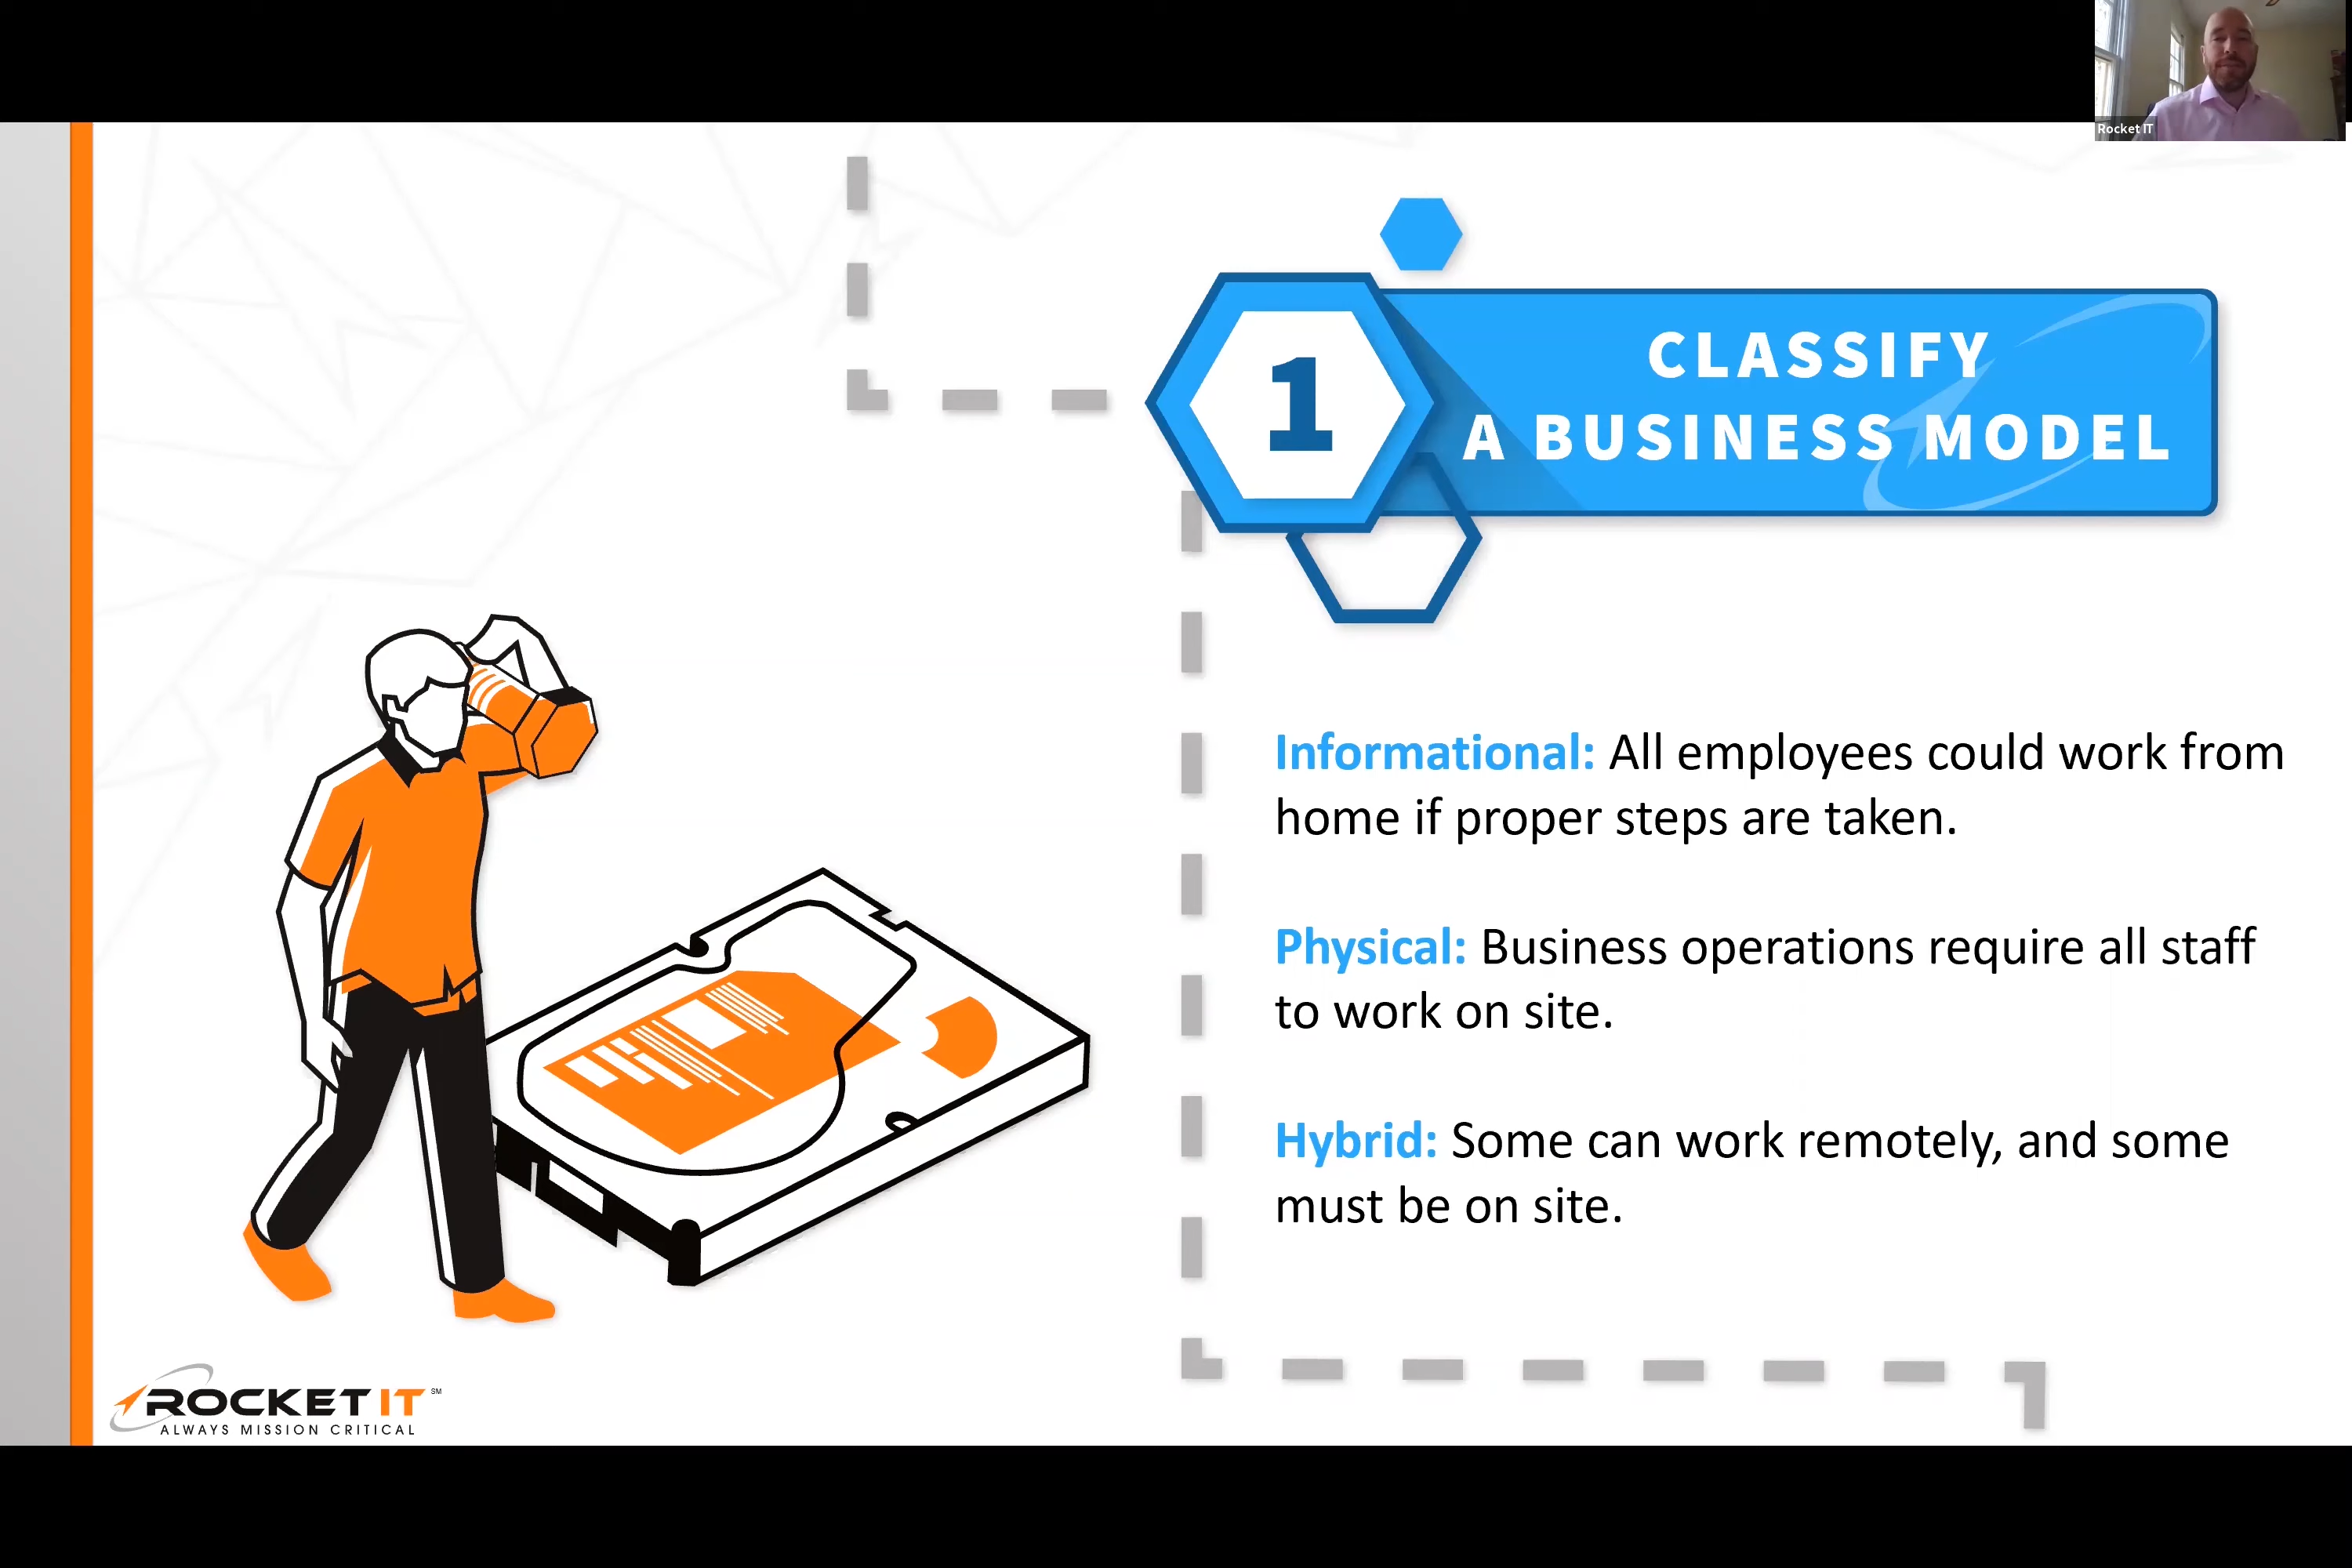 Rocket IT
1
CLASSIFY
A BUSINESS MODEL
Informational: All employees could work from
home if proper steps are taken.
Physical: Business operations require all staff
to work on site.
Hybrid: Some can work remotely, and some
must be on site.
ROCKET IT SM
ALWAYS MISSION CRITICAL